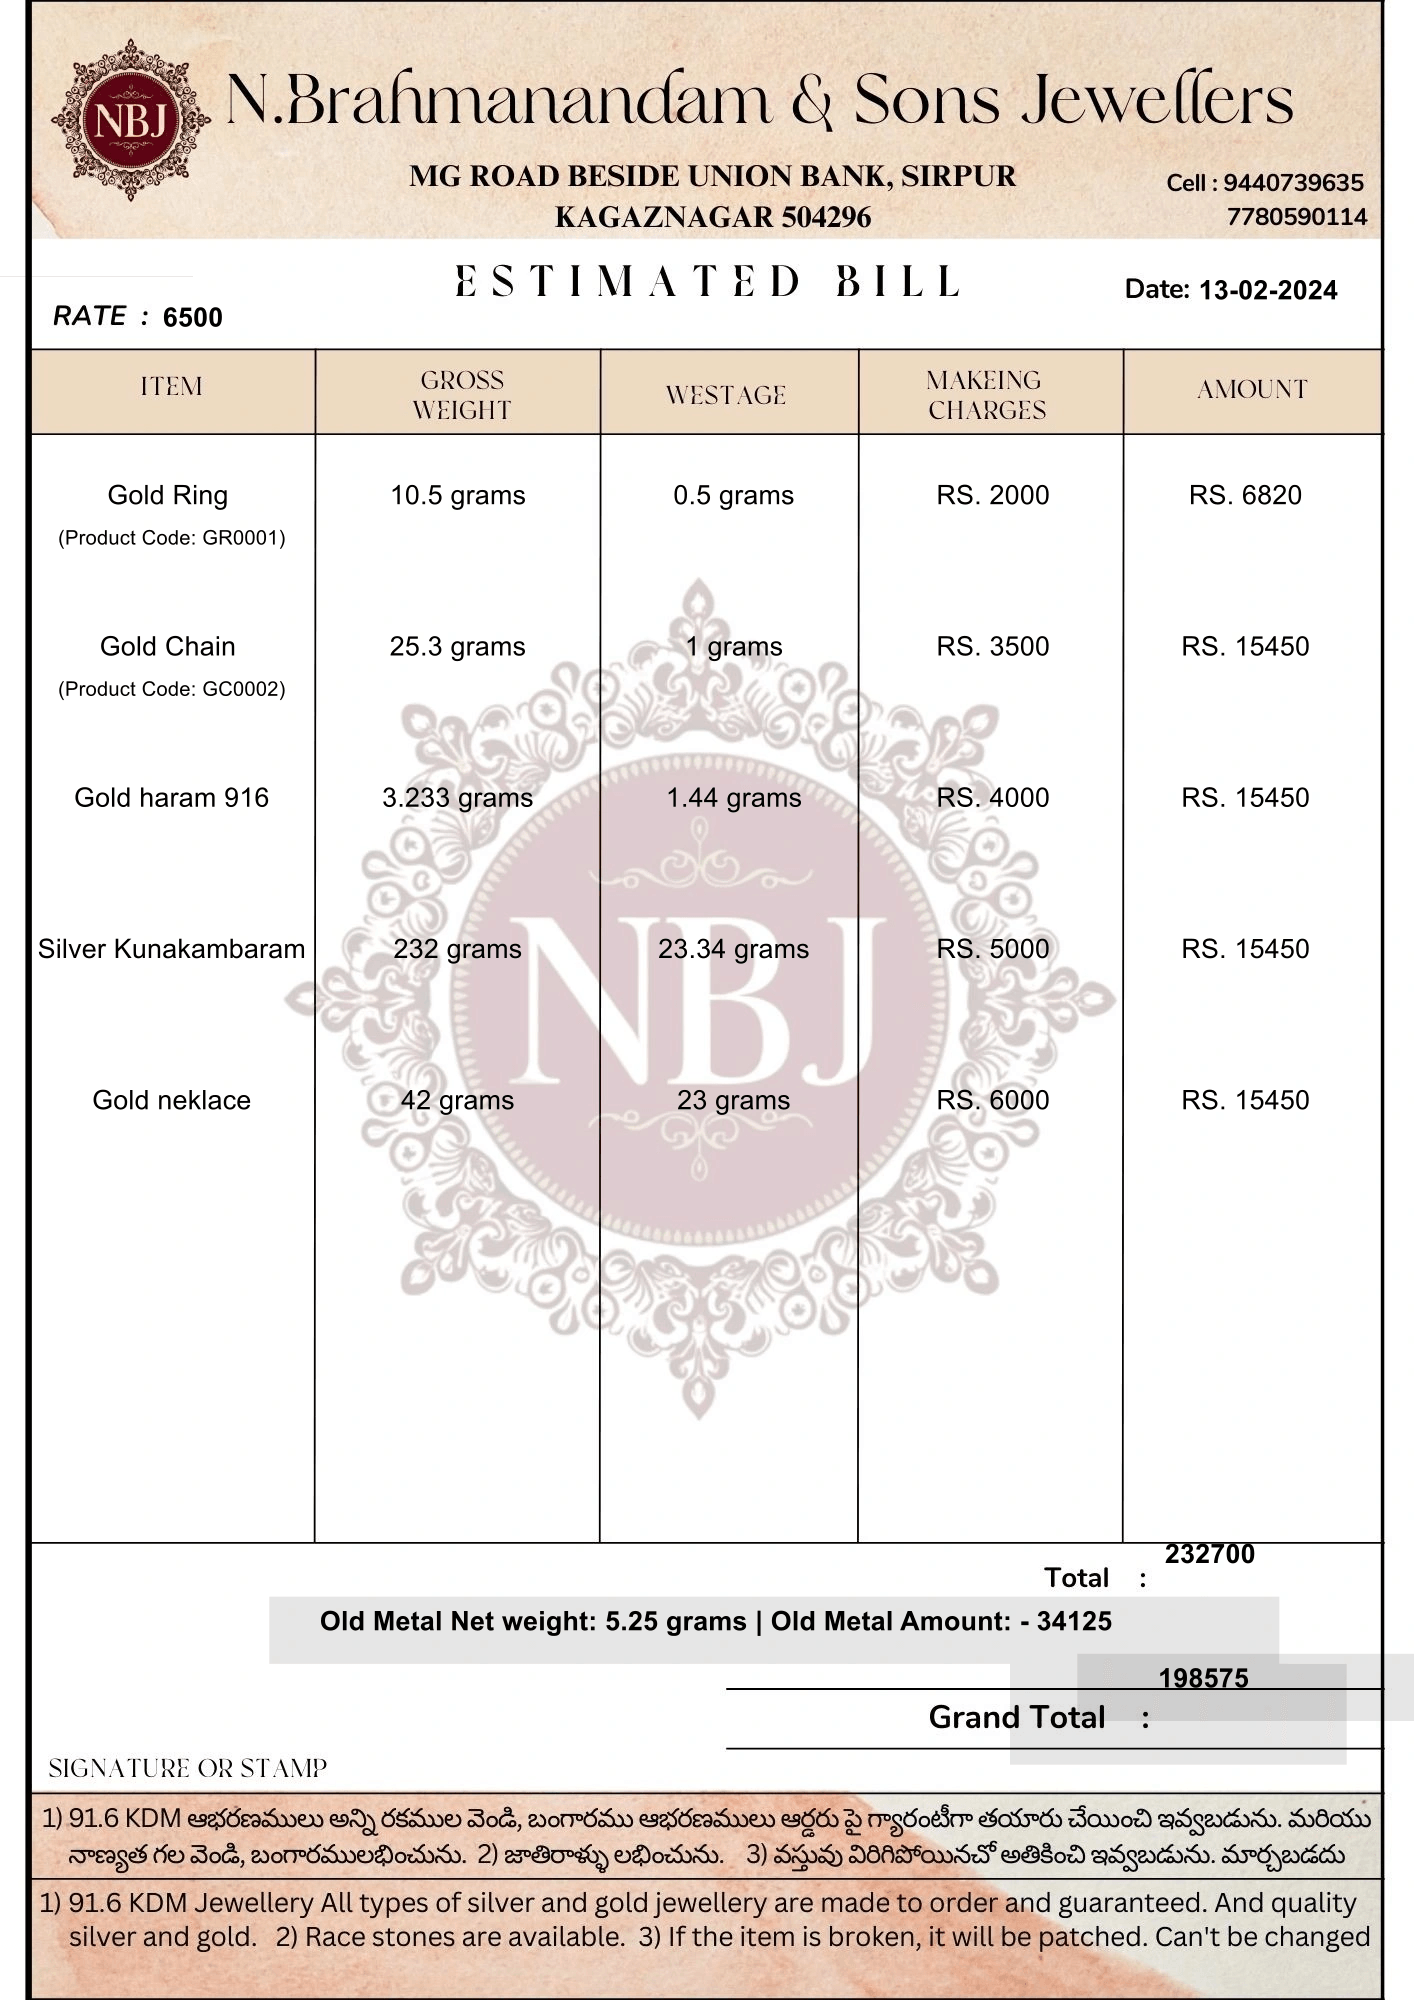 NBJ
N.Brahmanandam & Sons Jewellers
MG ROAD BESIDE UNION BANK, SIRPUR
KAGAZNAGAR 504296
Cell : 9440739635
7780590114
ESTIMATED BILL
Date: 13-02-2024
RATE : 6500
ITEM GROSS WEIGHT WESTAGE MAKEING CHARGES AMOUNT
Gold Ring 10.5 grams 0.5 grams RS. 2000 RS. 6820
(Product Code: GR0001)
Gold Chain 25.3 grams 1 grams RS. 3500 RS. 15450
(Product Code: GC0002)
Gold haram 916 3.233 grams 1.44 grams RS. 4000 RS. 15450
Silver Kunakambaram 232 grams 23.34 grams RS. 5000 RS. 15450
NBJ
Gold neklace 42 grams 23 grams RS. 6000 RS. 15450
Total : 232700
Old Metal Net weight: 5.25 grams | Old Metal Amount: - 34125
Grand Total : 198575
SIGNATURE OR STAMP
1) 91.6 KDM ఆభరణములు అన్ని రకముల వెండి, బంగారము ఆభరణములు ఆర్డరు పై గ్యారంటీగా తయారు చేయించి ఇవ్వబడును. మరియు
నాణ్యత గల వెండి, బంగారములభించును. 2) జాతిరాళ్ళు లభించును. 3) వస్తువు విరిగిపోయినచో అతికించి ఇవ్వబడును. మార్చబడదు
1) 91.6 KDM Jewellery All types of silver and gold jewellery are made to order and guaranteed. And quality
silver and gold. 2) Race stones are available. 3) If the item is broken, it will be patched. Can't be changed